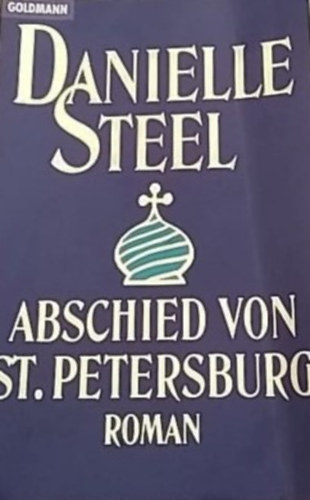 GOLDMANN
DANIELLE
STEEL
ABSCHIED VON
ST. PETERSBURG
ROMAN